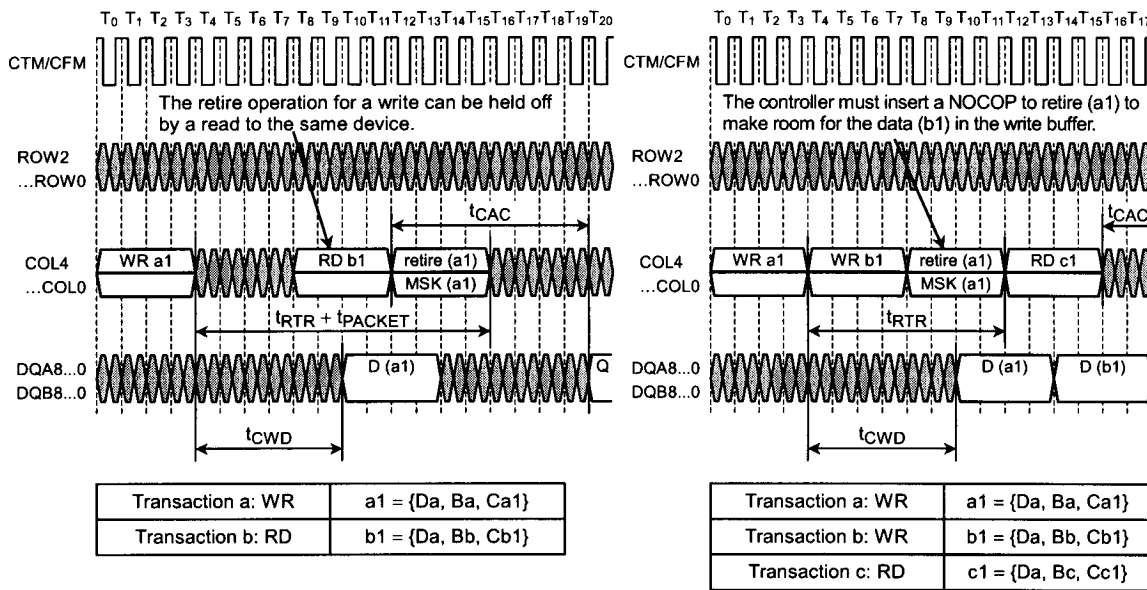 T0 T1 T2 T3 T4 T5 T6 T7 T8 T9 T10 T11 T12 T13 T14 T15 T16 T17 T18 T19 T20
CTM/CFM
The retire operation for a write can be held off
by a read to the same device.
ROW2
...ROW0
tCAC
COL4
...COL0
WR a1
RD b1
retire (a1)
MSK (a1)
tRTR + tPACKET
DQA8...0
DQB8...0
D (a1)
Q
tCWD
Transaction a: WR a1 = {Da, Ba, Ca1}
Transaction b: RD b1 = {Da, Bb, Cb1}
T0 T1 T2 T3 T4 T5 T6 T7 T8 T9 T10 T11 T12 T13 T14 T15 T16 T17
CTM/CFM
The controller must insert a NOCOP to retire (a1) to
make room for the data (b1) in the write buffer.
ROW2
...ROW0
tCAC
COL4
...COL0
WR a1
WR b1
retire (a1)
MSK (a1)
RD c1
tRTR
DQA8...0
DQB8...0
D (a1)
D (b1)
tCWD
Transaction a: WR a1 = {Da, Ba, Ca1}
Transaction b: WR b1 = {Da, Bb, Cb1}
Transaction c: RD c1 = {Da, Bc, Cc1}